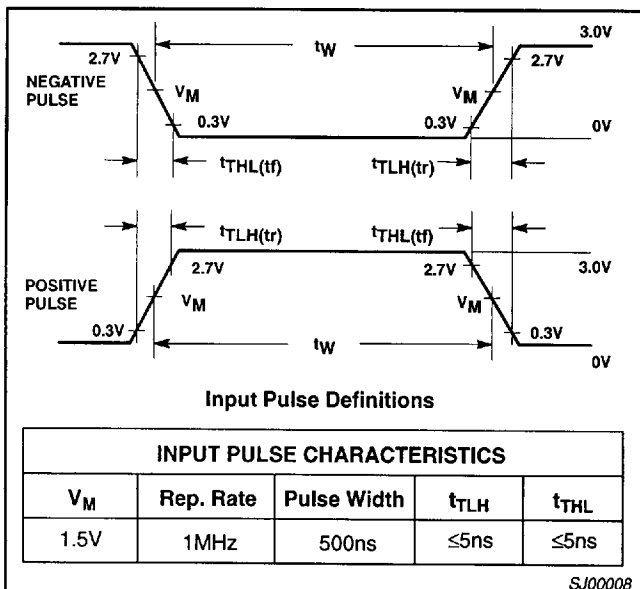 3.0V
tW
2.7V 2.7V
NEGATIVE
PULSE
VM VM
0.3V 0.3V
0V
tTHL(tf) tTLH(tr)
tTLH(tr) tTHL(tf)
2.7V 2.7V 3.0V
POSITIVE
PULSE
VM VM
0.3V 0.3V
tW
0V
Input Pulse Definitions
INPUT PULSE CHARACTERISTICS
VM Rep. Rate Pulse Width tTLH tTHL
1.5V 1MHz 500ns ≤5ns ≤5ns
SJ00008